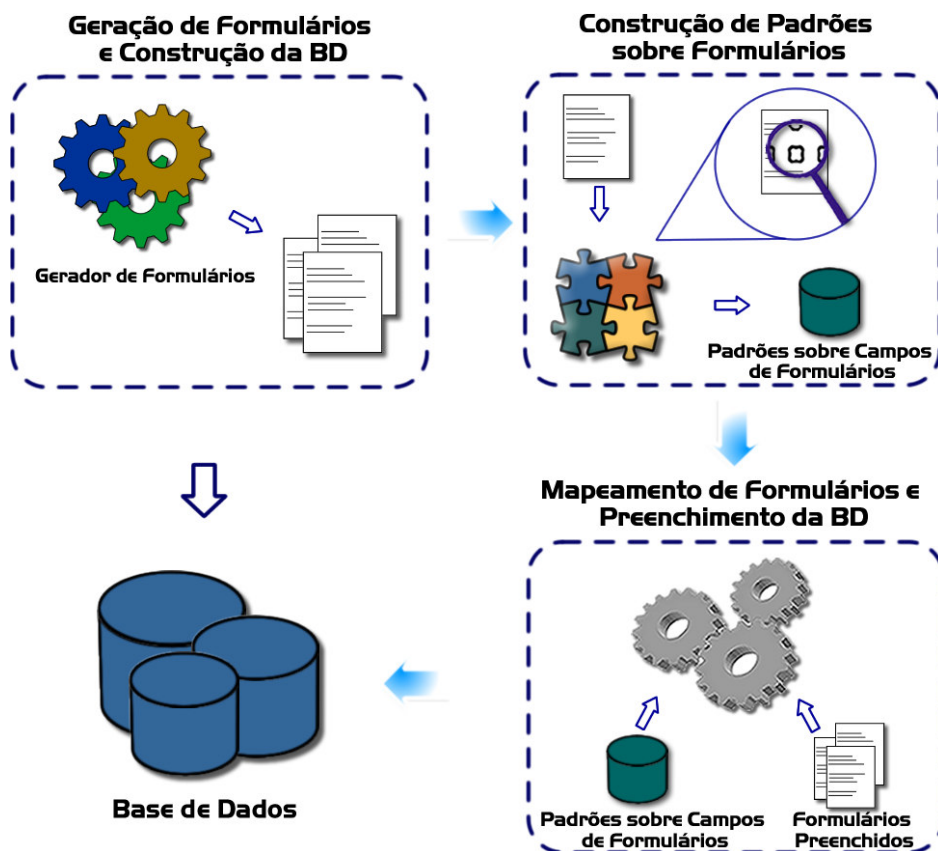 Geração de Formulários
e Construção da BD
Gerador de Formulários
Construção de Padrões
sobre Formulários
Padrões sobre Campos
de Formulários
Mapeamento de Formulários e
Preenchimento da BD
Padrões sobre Campos
de Formulários
Formulários
Preenchidos
Base de Dados